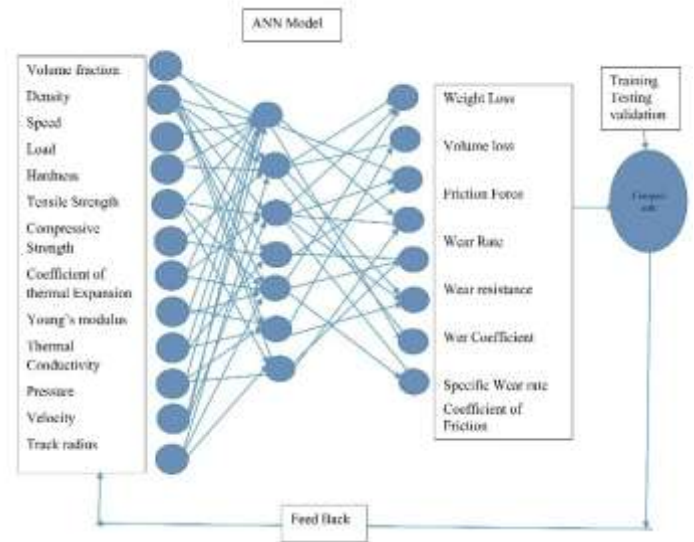 ANN Model
Volume fraction
Density
Speed
Load
Hardness
Tensile Strength
Compressive
Strength
Coefficient of
thermal Expansion
Young's modulus
Thermal
Conductivity
Pressure
Velocity
Track radius
Weight Loss
Volume loss
Friction Force
Wear Rate
Wear resistance
Wer Coefficient
Specific Wear rate
Coefficient of
Friction
Training
Testing
validation
Feed Back